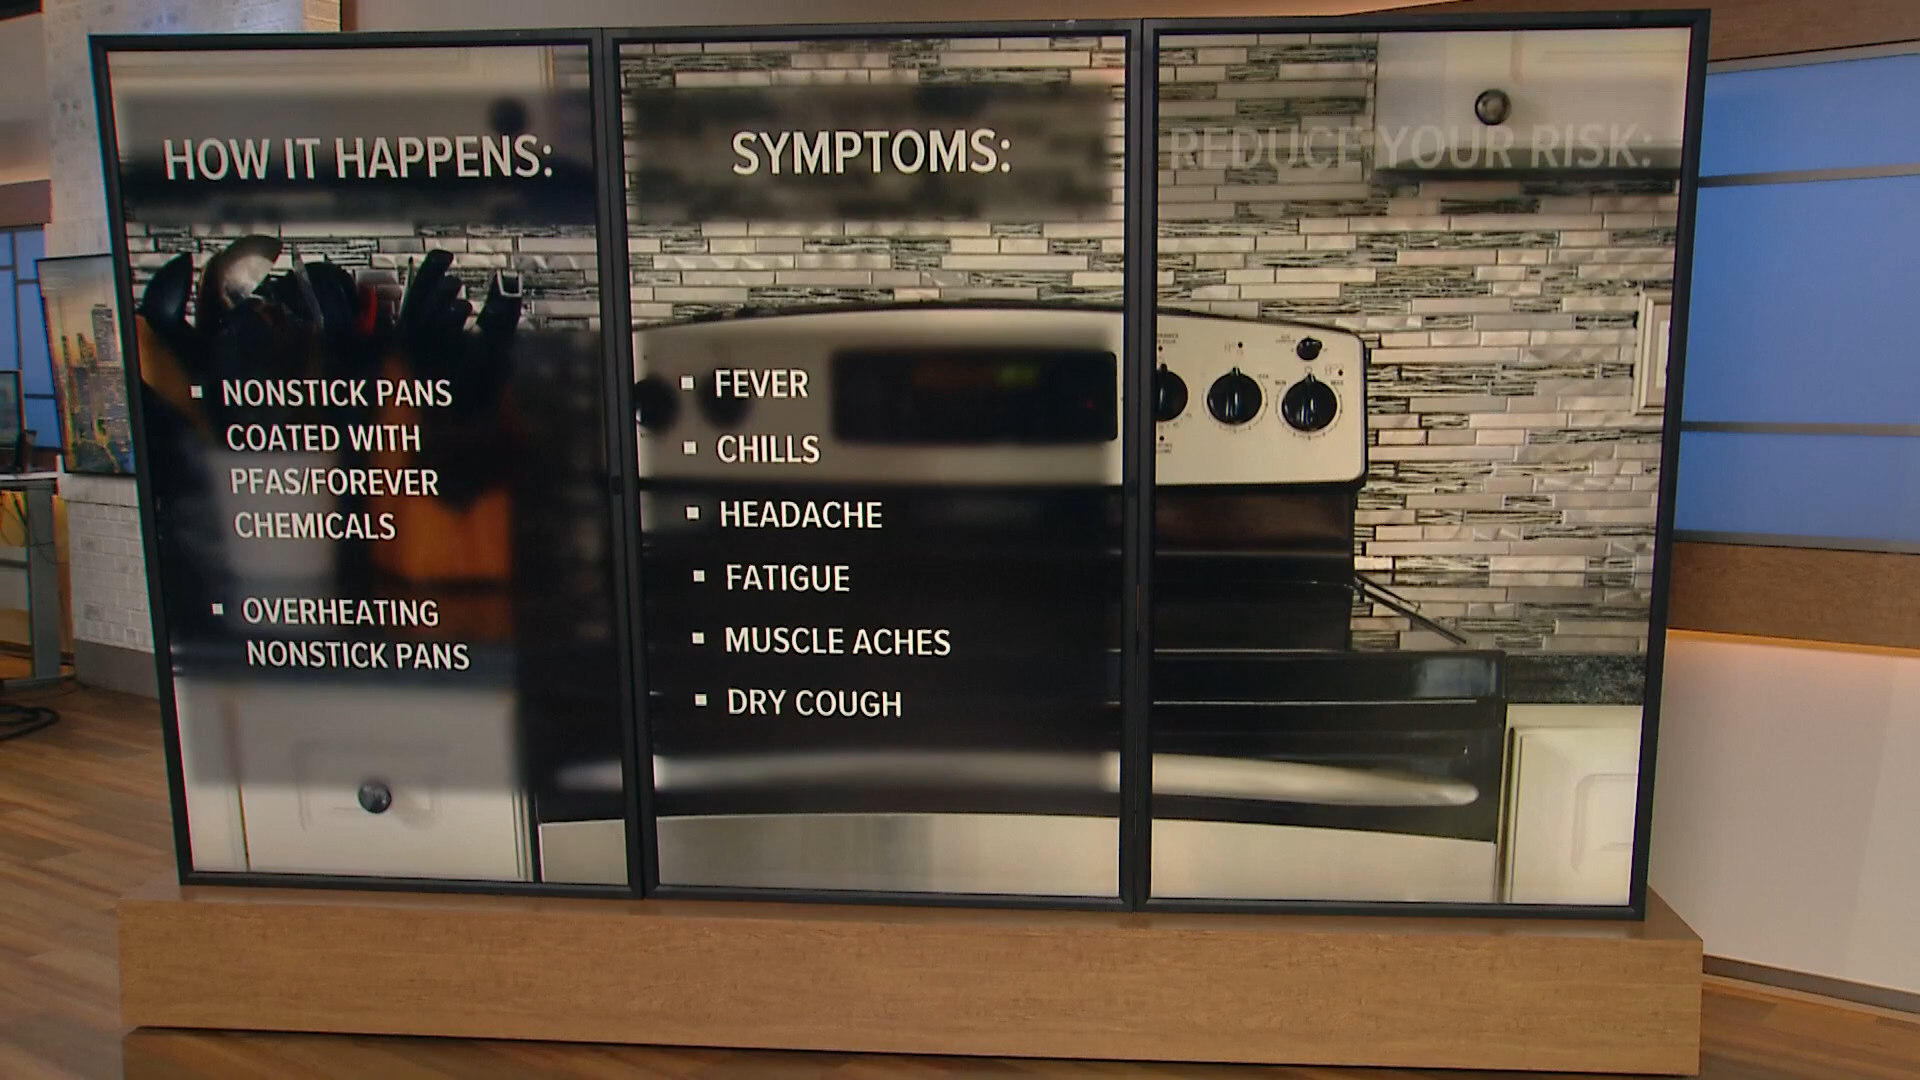 HOW IT HAPPENS:
▪ NONSTICK PANS
COATED WITH
PFAS/FOREVER
CHEMICALS
▪ OVERHEATING
NONSTICK PANS
SYMPTOMS:
▪ FEVER
▪ CHILLS
▪ HEADACHE
▪ FATIGUE
▪ MUSCLE ACHES
▪ DRY COUGH
REDUCE YOUR RISK: